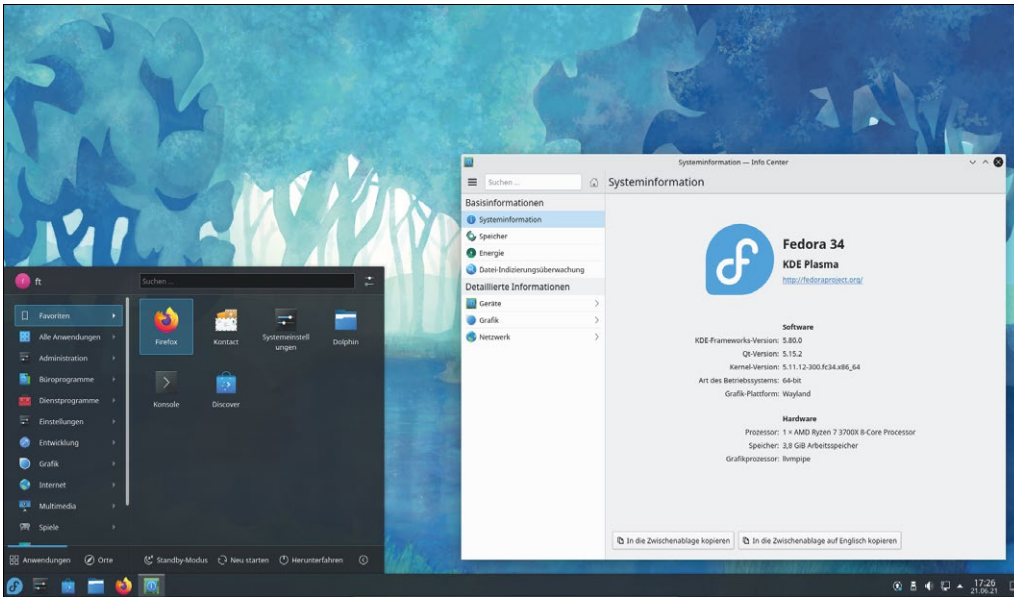 Systeminformation — Info Center
Suchen ...
Systeminformation
Basisinformationen
Systeminformation
Speicher
Energie
Datei-Indizierungsüberwachung
Detaillierte Informationen
Geräte
Grafik
Netzwerk
Fedora 34
KDE Plasma
http://fedoraproject.org/
Software
KDE-Frameworks-Version: 5.80.0
Qt-Version: 5.15.2
Kernel-Version: 5.11.12-300.fc34.x86_64
Art des Betriebssystems: 64-bit
Grafik-Plattform: Wayland
Hardware
Prozessor: 1 × AMD Ryzen 7 3700X 8-Core Processor
Speicher: 3,8 GiB Arbeitsspeicher
Grafikprozessor: llvmpipe
In die Zwischenablage kopieren
In die Zwischenablage auf Englisch kopieren
ft
Suchen ...
Favoriten
Alle Anwendungen
Administration
Büroprogramme
Dienstprogramme
Einstellungen
Entwicklung
Grafik
Internet
Multimedia
Spiele
Firefox
Kontact
Systemeinstell
ungen
Dolphin
Konsole
Discover
Anwendungen
Orte
Standby-Modus
Neu starten
Herunterfahren
17:26
21.06.21